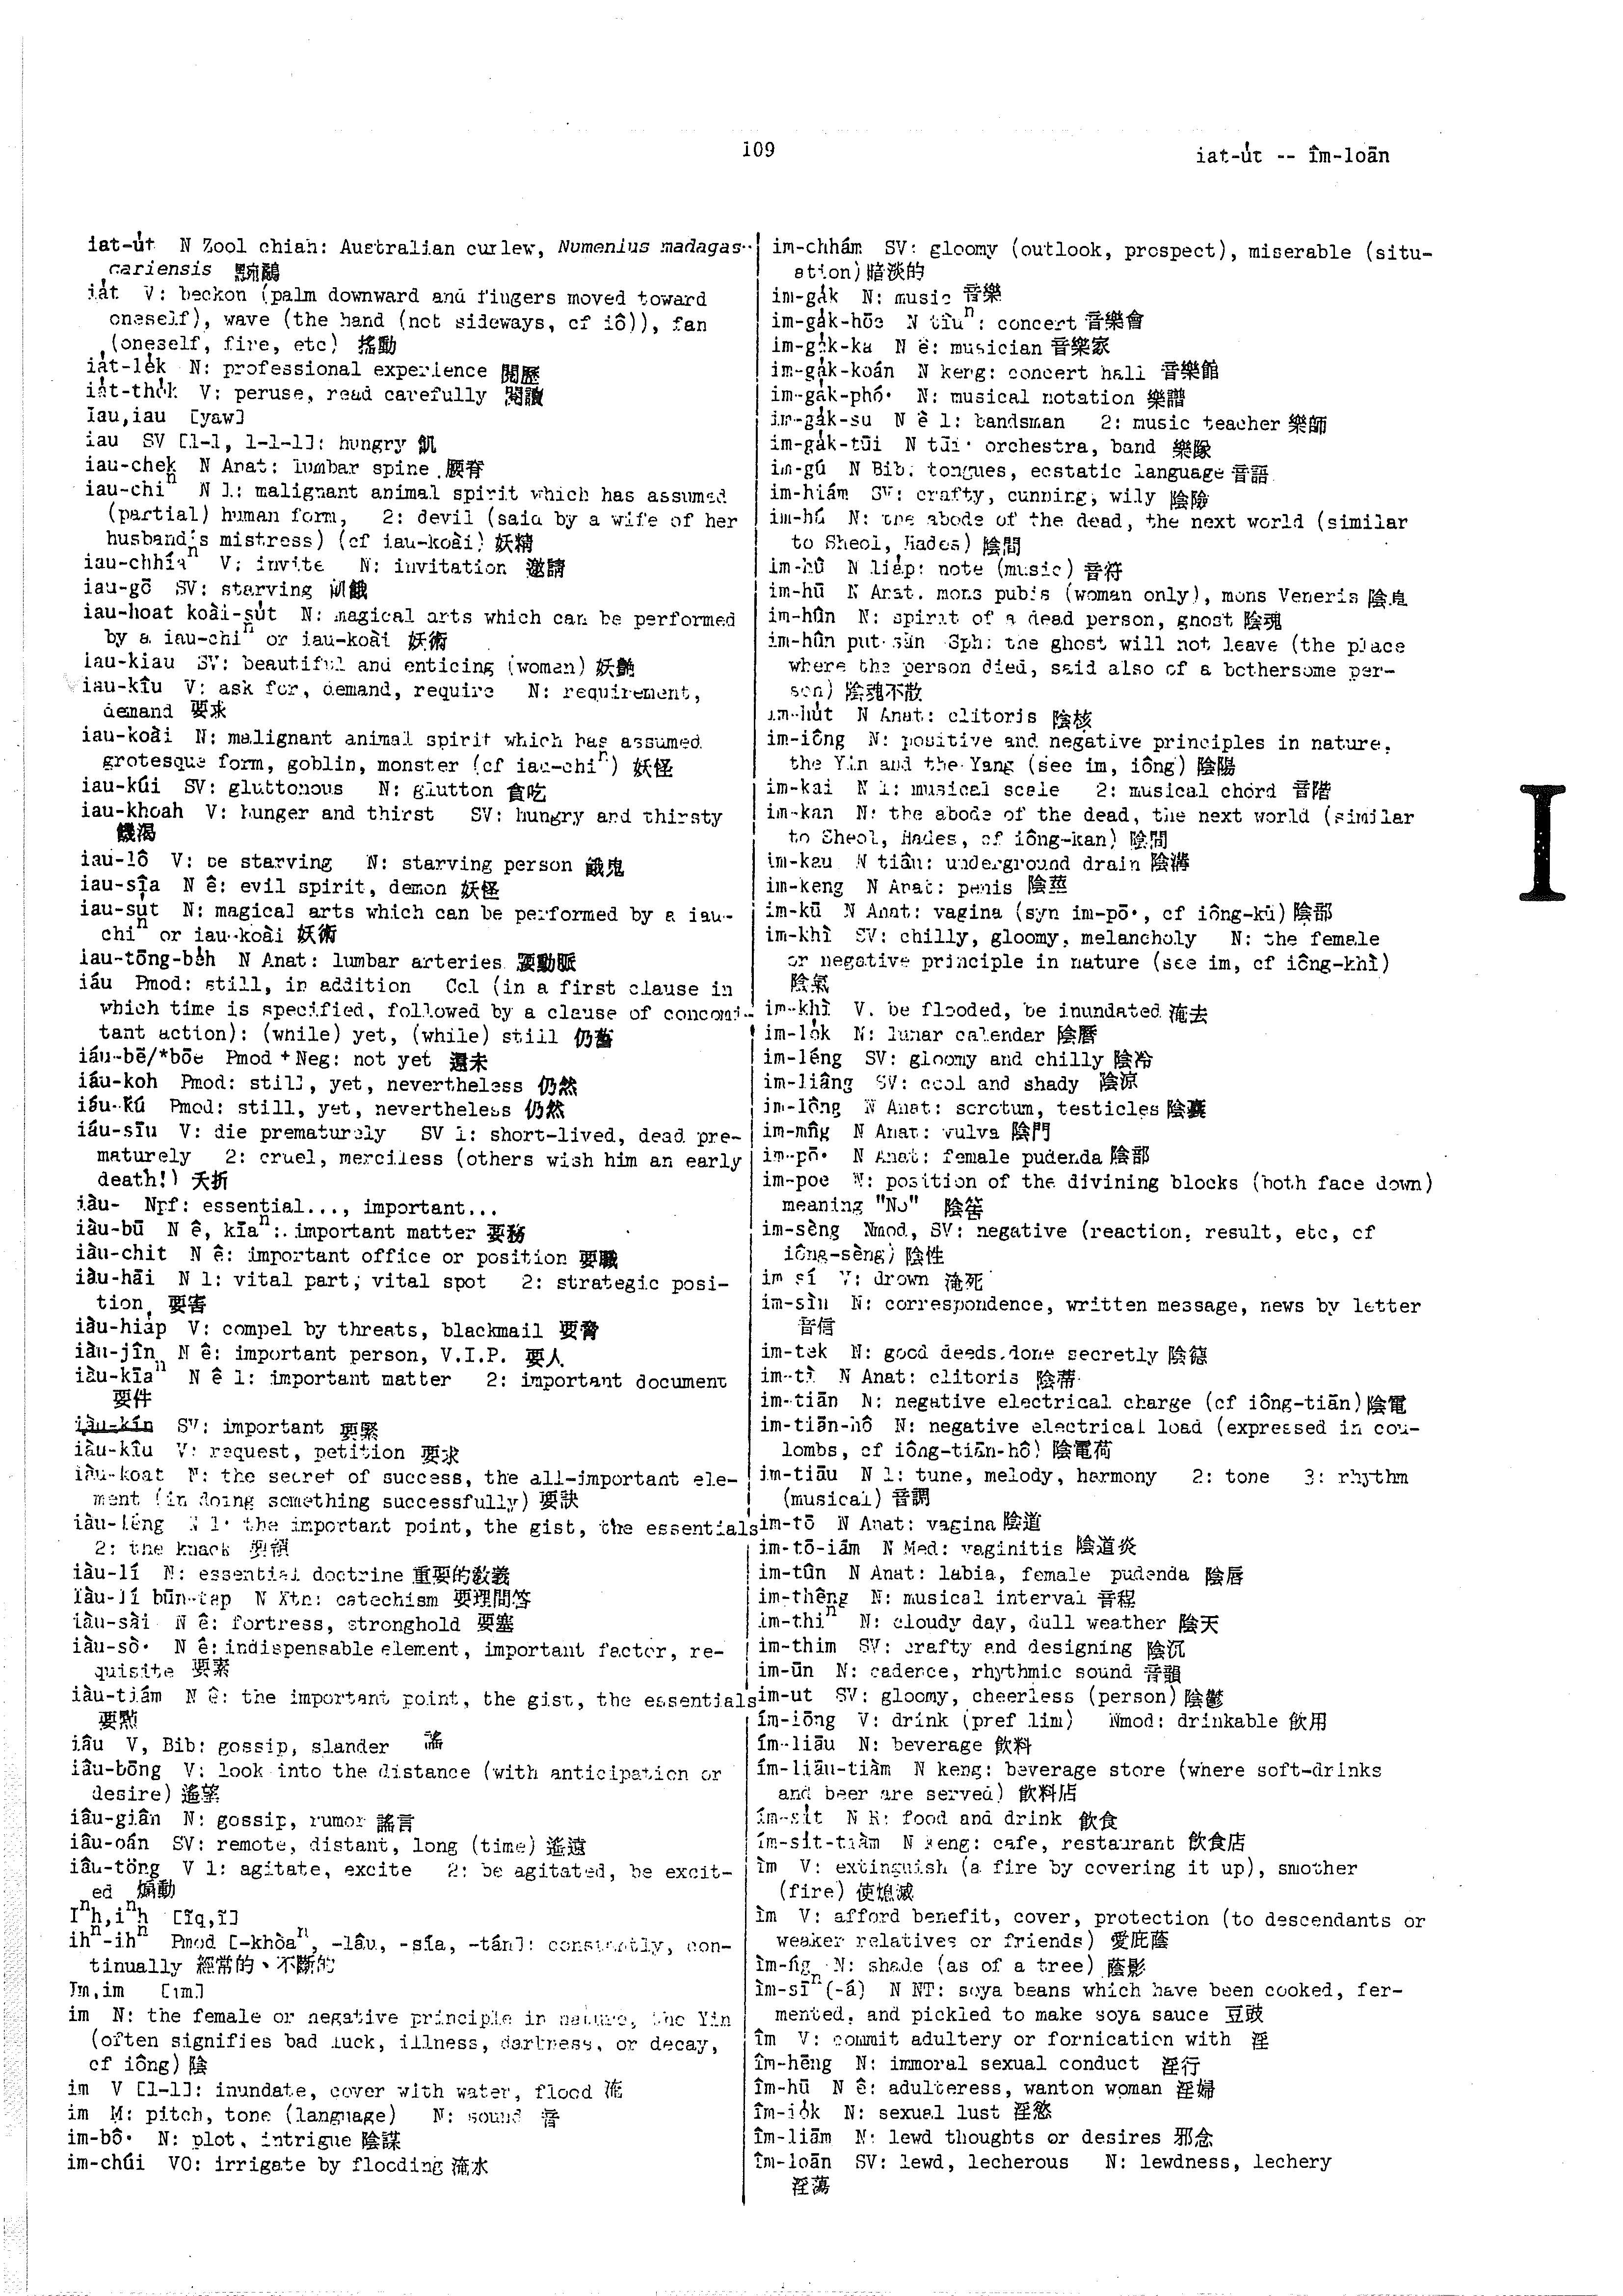 109
iat-u̍t -- îm-loān
iat-u̍t N Zool chiah: Australian curlew, Numenius madagas-
cariensis
ia̍t V: beckon (palm downward and fingers moved toward
oneself), wave (the hand (not sideways, cf iô)), fan
(oneself, fire, etc) 搖動
ia̍t-le̍k N: professional experience 閱歷
ia̍t-tho̍k V: peruse, read carefully 閱讀
Iau,iau [yaw]
iau SV [1-1, 1-1-1]: hungry 飢
iau-chek N Anat: lumbar spine 腰脊
iau-chiⁿ N 1: malignant animal spirit which has assumed
(partial) human form, 2: devil (said by a wife of her
husband's mistress) (cf iau-koài) 妖精
iau-chhiáⁿ V: invite N: invitation 邀請
iau-gō SV: starving 飢餓
iau-hoat koài-su̍t N: magical arts which can be performed
by a iau-chiⁿ or iau-koài 妖術
iau-kiau SV: beautiful and enticing (woman) 妖艷
iau-kîu V: ask for, demand, require N: requirement,
demand 要求
iau-koài N: malignant animal spirit which has assumed
grotesque form, goblin, monster (cf iau-chiⁿ) 妖怪
iau-kúi SV: gluttonous N: glutton 貪吃
iau-khoah V: hunger and thirst SV: hungry and thirsty
饑渴
iau-lô V: be starving N: starving person 餓鬼
iau-sîa N ê: evil spirit, demon 妖怪
iau-su̍t N: magical arts which can be performed by a iau-
chiⁿ or iau-koài 妖術
iau-tōng-ba̍h N Anat: lumbar arteries 腰動脈
iáu Pmod: still, in addition Ccl (in a first clause in
which time is specified, followed by a clause of concomi-
tant action): (while) yet, (while) still 仍舊
iáu-bē/*bōe Pmod + Neg: not yet 還未
iáu-koh Pmod: still, yet, nevertheless 仍然
iáu-kú Pmod: still, yet, nevertheless 仍然
iáu-sīu V: die prematurely SV 1: short-lived, dead pre-
maturely 2: cruel, merciless (others wish him an early
death!) 夭折
iàu- Npf: essential..., important...
iàu-bū N ê, kīaⁿ: important matter 要務
iàu-chit N ê: important office or position 要職
iàu-hāi N 1: vital part, vital spot 2: strategic posi-
tion 要害
iàu-hia̍p V: compel by threats, blackmail 要脅
iàu-jîn N ê: important person, V.I.P. 要人
iàu-kīaⁿ N ê 1: important matter 2: important document
要件
iàu-kín SV: important 要緊
iàu-kîu V: request, petition 要求
iàu-koat N: the secret of success, the all-important ele-
ment (in doing something successfully) 要訣
iàu-léng N 1: the important point, the gist, the essentials
2: the knack 要領
iàu-lí N: essential doctrine 重要的教義
iàu-lí būn-tap N Xtn: catechism 要理問答
iàu-sài N ê: fortress, stronghold 要塞
iàu-sò͘ N ê: indispensable element, important factor, re-
quisite 要素
iàu-tiám N ê: the important point, the gist, the essentials
要點
iâu V, Bib: gossip, slander 謠
iâu-bōng V: look into the distance (with anticipation or
desire) 遙望
iâu-giân N: gossip, rumor 謠言
iâu-oán SV: remote, distant, long (time) 遙遠
iâu-tōng V 1: agitate, excite 2: be agitated, be excit-
ed 煽動
Iⁿh,iⁿh
ihⁿ-ihⁿ Pmod [-khòaⁿ, -lâu, -sía, -tán]: constantly, con-
tinually 經常的、不斷的
Im,im [im]
im N: the female or negative principle in nature, the Yin
(often signifies bad luck, illness, darkness, or decay,
cf iông) 陰
im V [1-1]: inundate, cover with water, flood 淹
im M: pitch, tone (language) N: sound 音
im-bô͘ N: plot, intrigue 陰謀
im-chúi VO: irrigate by flooding 淹水
im-chhám SV: gloomy (outlook, prospect), miserable (situ-
ation) 暗淡的
im-ga̍k N: music 音樂
im-ga̍k-hōe N tîuⁿ: concert 音樂會
im-ga̍k-ka N ê: musician 音樂家
im-ga̍k-koán N keng: concert hall 音樂館
im-ga̍k-phó͘ N: musical notation 樂譜
im-ga̍k-su N ê 1: bandsman 2: music teacher 樂師
im-ga̍k-tūi N tūi: orchestra, band 樂隊
im-gú N Bib: tongues, ecstatic language 音語
im-hiám SV: crafty, cunning, wily 陰險
im-hú N: the abode of the dead, the next world (similar
to Sheol, Hades) 陰間
im-hû N lia̍p: note (music) 音符
im-hū N Anat: mons pubis (woman only), mons Veneris 陰阜
im-hûn N: spirit of a dead person, ghost 陰魂
im-hûn put-sàn Sph: the ghost will not leave (the place
where the person died, said also of a bothersome per-
son) 陰魂不散
im-hu̍t N Anat: clitoris 陰核
im-iông N: positive and negative principles in nature,
the Yin and the Yang (see im, iông) 陰陽
im-kai N 1: musical scale 2: musical chord 音階
im-kan N: the abode of the dead, the next world (similar
to Sheol, Hades, cf iông-kan) 陰間
im-kau N tiâu: underground drain 陰溝
im-keng N Anat: penis 陰莖
im-kū N Anat: vagina (syn im-pō͘, cf iông-kū) 陰部
im-khì SV: chilly, gloomy, melancholy N: the female
or negative principle in nature (see im, cf iông-khì)
陰氣
im-khì V: be flooded, be inundated 淹去
im-lo̍k N: lunar calendar 陰曆
im-léng SV: gloomy and chilly 陰冷
im-liâng SV: cool and shady 陰涼
im-lông N Anat: scrotum, testicles 陰囊
im-mn̂g N Anat: vulva 陰門
im-pō͘ N Anat: female pudenda 陰部
im-poe N: position of the divining blocks (both face down)
meaning "No" 陰筶
im-sèng Nmod, SV: negative (reaction, result, etc, cf
iông-sèng) 陰性
im sí V: drown 淹死
im-sìn N: correspondence, written message, news by letter
音信
im-tek N: good deeds done secretly 陰德
im-tì N Anat: clitoris 陰蒂
im-tiān N: negative electrical charge (cf iông-tiān) 陰電
im-tiān-hô N: negative electrical load (expressed in cou-
lombs, cf iông-tiān-hô) 陰電荷
im-tiāu N 1: tune, melody, harmony 2: tone 3: rhythm
(musical) 音調
im-tō N Anat: vagina 陰道
im-tō-iām N Med: vaginitis 陰道炎
im-tûn N Anat: labia, female pudenda 陰唇
im-thêng N: musical interval 音程
im-thiⁿ N: cloudy day, dull weather 陰天
im-thim SV: crafty and designing 陰沉
im-ūn N: cadence, rhythmic sound 音韻
im-ut SV: gloomy, cheerless (person) 陰鬱
ím-iōng V: drink (pref lim) Nmod: drinkable 飲用
ím-liāu N: beverage 飲料
ím-liāu-tiàm N keng: beverage store (where soft-drinks
and beer are served) 飲料店
ím-si̍t N R: food and drink 飲食
ím-si̍t-tiàm N keng: cafe, restaurant 飲食店
ìm V: extinguish (a fire by covering it up), smother
(fire) 使熄滅
ìm V: afford benefit, cover, protection (to descendants or
weaker relatives or friends) 愛庇蔭
ìm-ńg N: shade (as of a tree) 蔭影
ìm-sīⁿ(-á) N NT: soya beans which have been cooked, fer-
mented, and pickled to make soya sauce 豆豉
îm V: commit adultery or fornication with 淫
îm-hēng N: immoral sexual conduct 淫行
îm-hū N ê: adulteress, wanton woman 淫婦
îm-io̍k N: sexual lust 淫慾
îm-liām N: lewd thoughts or desires 邪念
îm-loān SV: lewd, lecherous N: lewdness, lechery
淫蕩
I